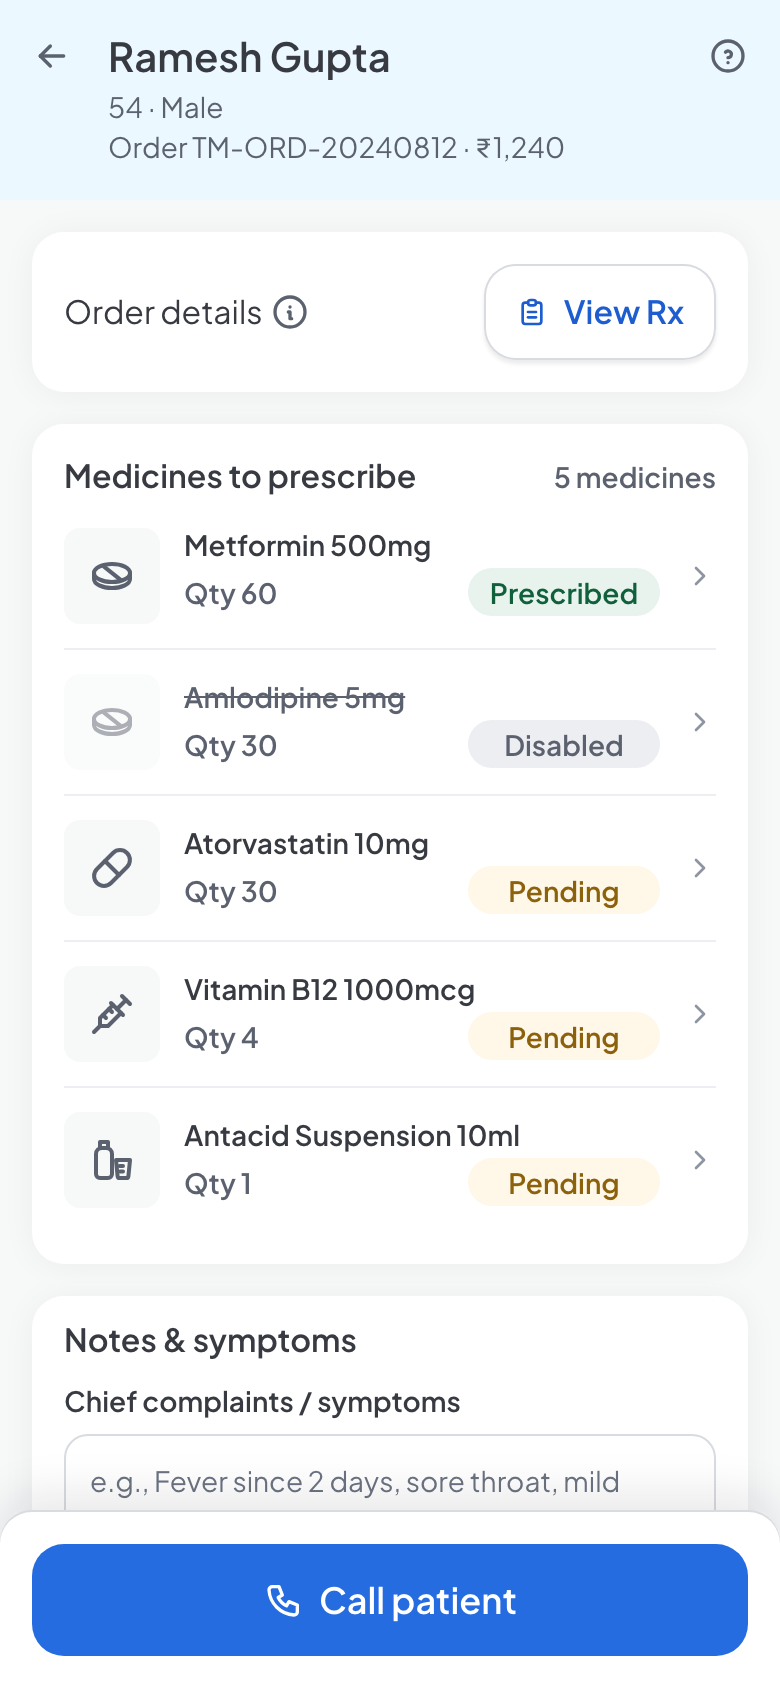 Ramesh Gupta
54 · Male
Order TM-ORD-20240812 · ₹1,240
Order details
View Rx
Medicines to prescribe
5 medicines
Metformin 500mg
Qty 60
Prescribed
Amlodipine 5mg
Qty 30
Disabled
Atorvastatin 10mg
Qty 30
Pending
Vitamin B12 1000mcg
Qty 4
Pending
Antacid Suspension 10ml
Qty 1
Pending
Notes & symptoms
Chief complaints / symptoms
e.g., Fever since 2 days, sore throat, mild
Call patient